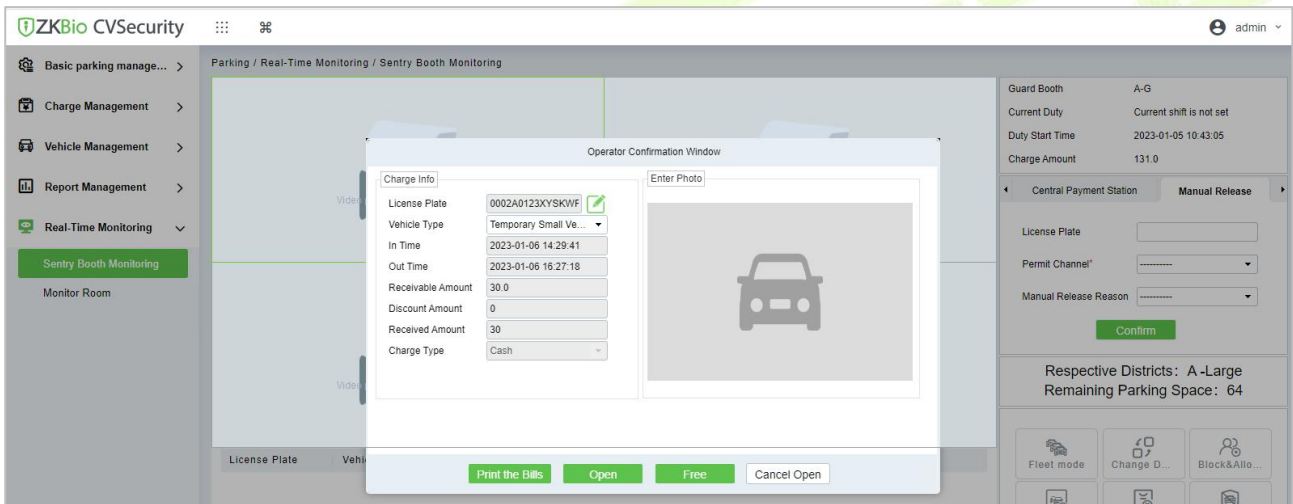 ZKBio CVSecurity
admin
Basic parking manage...
Charge Management
Vehicle Management
Report Management
Real-Time Monitoring
Sentry Booth Monitoring
Monitor Room
Parking / Real-Time Monitoring / Sentry Booth Monitoring
Operator Confirmation Window
Charge Info
License Plate 0002A0123XYSKWF
Vehicle Type Temporary Small Ve...
In Time 2023-01-06 14:29:41
Out Time 2023-01-06 16:27:18
Receivable Amount 30.0
Discount Amount 0
Received Amount 30
Charge Type Cash
Enter Photo
Print the Bills Open Free Cancel Open
License Plate
Guard Booth A-G
Current Duty Current shift is not set
Duty Start Time 2023-01-05 10:43:05
Charge Amount 131.0
Central Payment Station Manual Release
License Plate
Permit Channel* ----------
Manual Release Reason ----------
Confirm
Respective Districts: A-Large
Remaining Parking Space: 64
Fleet mode Change D... Block&Allo...